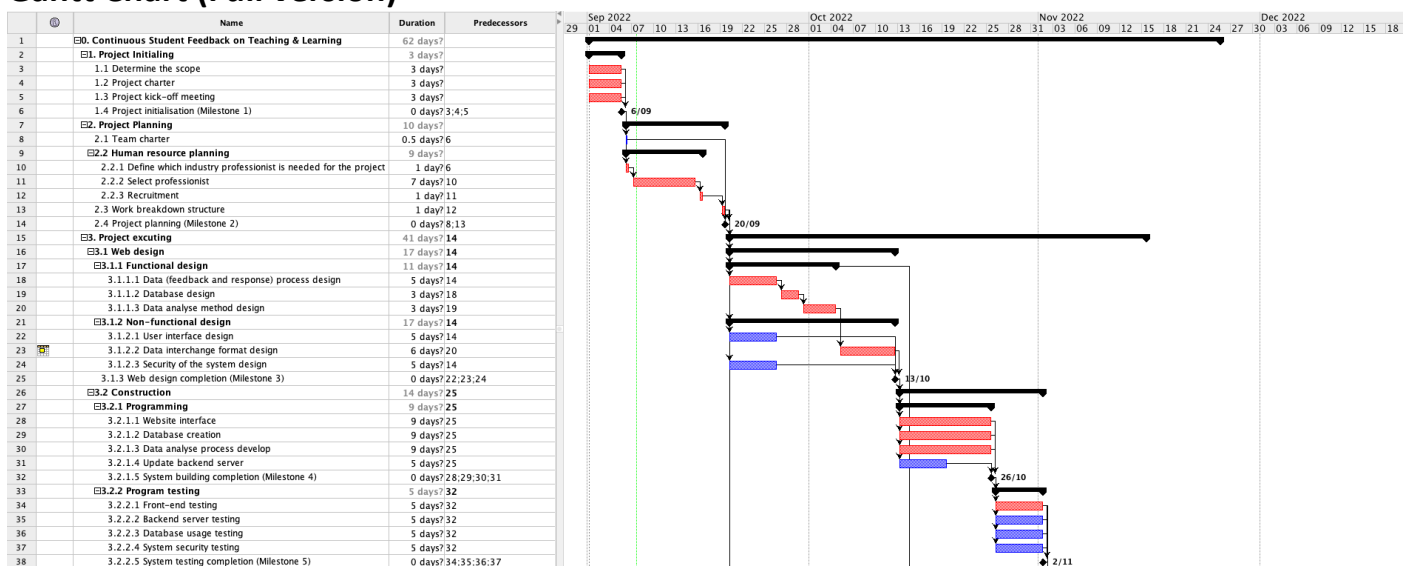 Gantt Chart (Full Version)
Name Duration Predecessors Sep 2022 Oct 2022 Nov 2022 Dec 2022
29 01 04 07 10 13 16 19 22 25 28 01 04 07 10 13 16 19 22 25 28 31 03 06 09 12 15 18 21 24 27 30 03 06 09 12 15 18
1 0. Continuous Student Feedback on Teaching & Learning 62 days?
2 1. Project Initialing 3 days?
3 1.1 Determine the scope 3 days?
4 1.2 Project charter 3 days?
5 1.3 Project kick-off meeting 3 days?
6 1.4 Project initialisation (Milestone 1) 0 days? 3;4;5 6/09
7 2. Project Planning 10 days?
8 2.1 Team charter 0.5 days? 6
9 2.2 Human resource planning 9 days?
10 2.2.1 Define which industry professionist is needed for the project 1 day? 6
11 2.2.2 Select professionist 7 days? 10
12 2.2.3 Recruitment 1 day? 11
13 2.3 Work breakdown structure 1 day? 12
14 2.4 Project planning (Milestone 2) 0 days? 8;13 20/09
15 3. Project excuting 41 days? 14
16 3.1 Web design 17 days? 14
17 3.1.1 Functional design 11 days? 14
18 3.1.1.1 Data (feedback and response) process design 5 days? 14
19 3.1.1.2 Database design 3 days? 18
20 3.1.1.3 Data analyse method design 3 days? 19
21 3.1.2 Non-functional design 17 days? 14
22 3.1.2.1 User interface design 5 days? 14
23 3.1.2.2 Data interchange format design 6 days? 20
24 3.1.2.3 Security of the system design 5 days? 14
25 3.1.3 Web design completion (Milestone 3) 0 days? 22;23;24 13/10
26 3.2 Construction 14 days? 25
27 3.2.1 Programming 9 days? 25
28 3.2.1.1 Website interface 9 days? 25
29 3.2.1.2 Database creation 9 days? 25
30 3.2.1.3 Data analyse process develop 9 days? 25
31 3.2.1.4 Update backend server 5 days? 25
32 3.2.1.5 System building completion (Milestone 4) 0 days? 28;29;30;31 26/10
33 3.2.2 Program testing 5 days? 32
34 3.2.2.1 Front-end testing 5 days? 32
35 3.2.2.2 Backend server testing 5 days? 32
36 3.2.2.3 Database usage testing 5 days? 32
37 3.2.2.4 System security testing 5 days? 32
38 3.2.2.5 System testing completion (Milestone 5) 0 days? 34;35;36;37 2/11